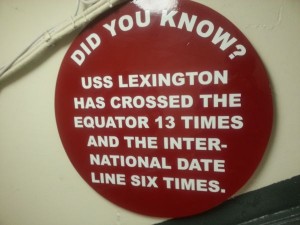 DID YOU KNOW?
USS LEXINGTON
HAS CROSSED THE
EQUATOR 13 TIMES
AND THE INTER-
NATIONAL DATE
LINE SIX TIMES.